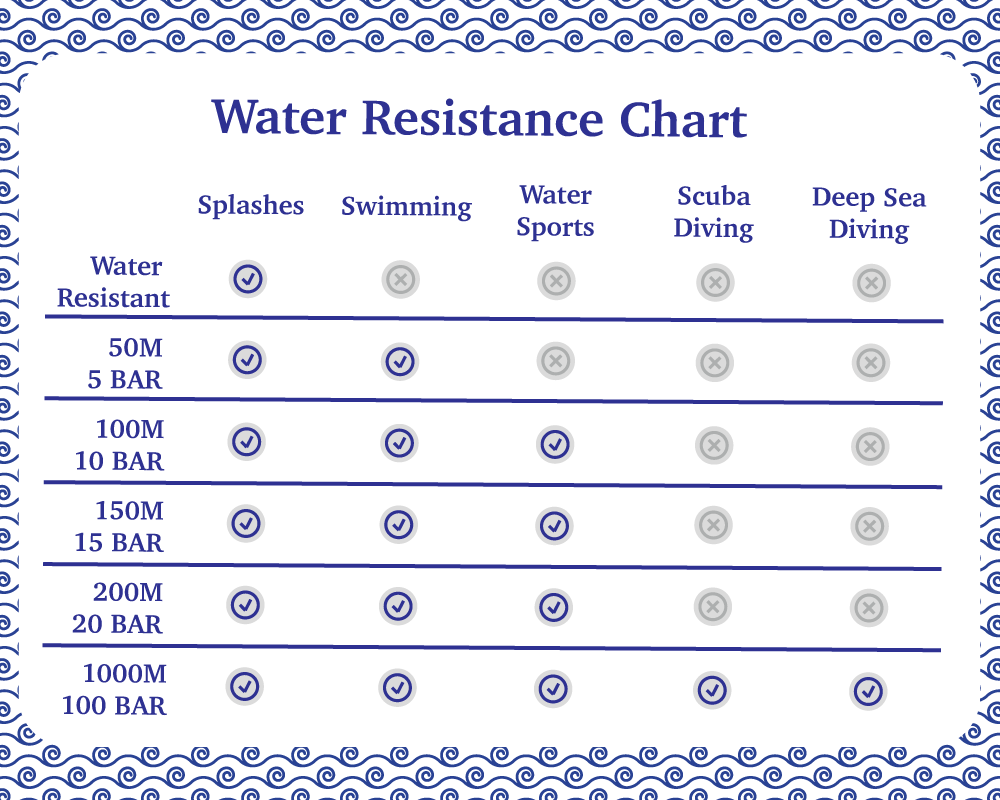 Water Resistance Chart
Splashes
Swimming
Water
Sports
Scuba
Diving
Deep Sea
Diving
Water
Resistant
50M
5 BAR
100M
10 BAR
150M
15 BAR
200M
20 BAR
1000M
100 BAR